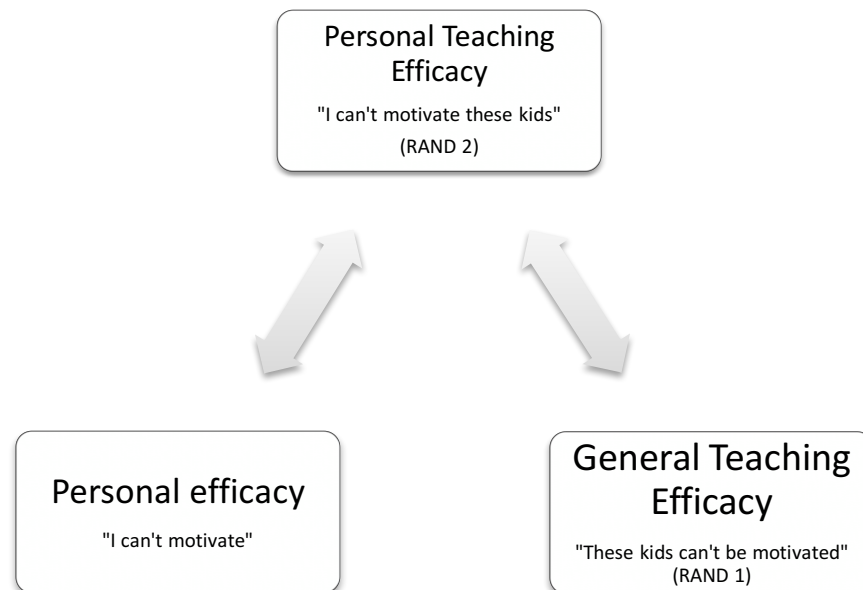 Personal Teaching
Efficacy
"I can't motivate these kids"
(RAND 2)
Personal efficacy
"I can't motivate"
General Teaching
Efficacy
"These kids can't be motivated"
(RAND 1)